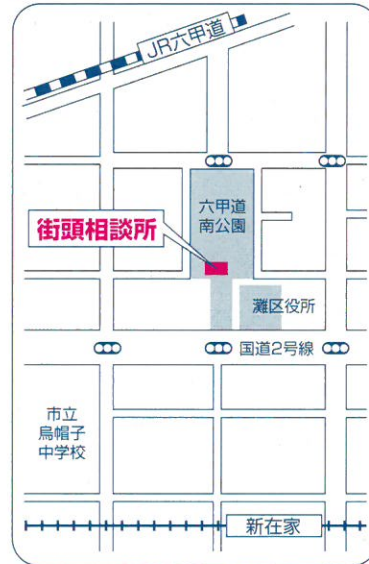 JR六甲道
六甲道
南公園
街頭相談所
灘区役所
国道2号線
市立
烏帽子
中学校
新在家